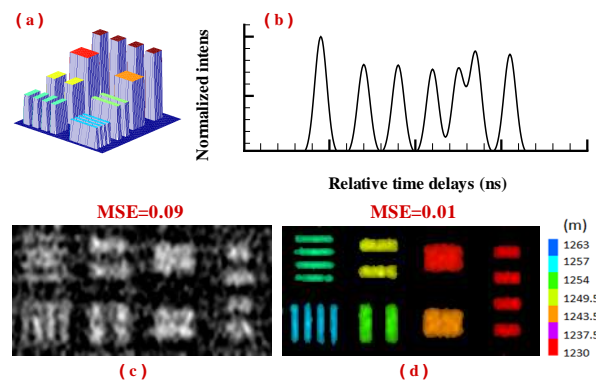 ( a )
( b )
Normalized intens
Relative time delays (ns)
MSE=0.09
MSE=0.01
(m)
1263
1257
1254
1249.5
1243.5
1237.5
1230
( c )
( d )